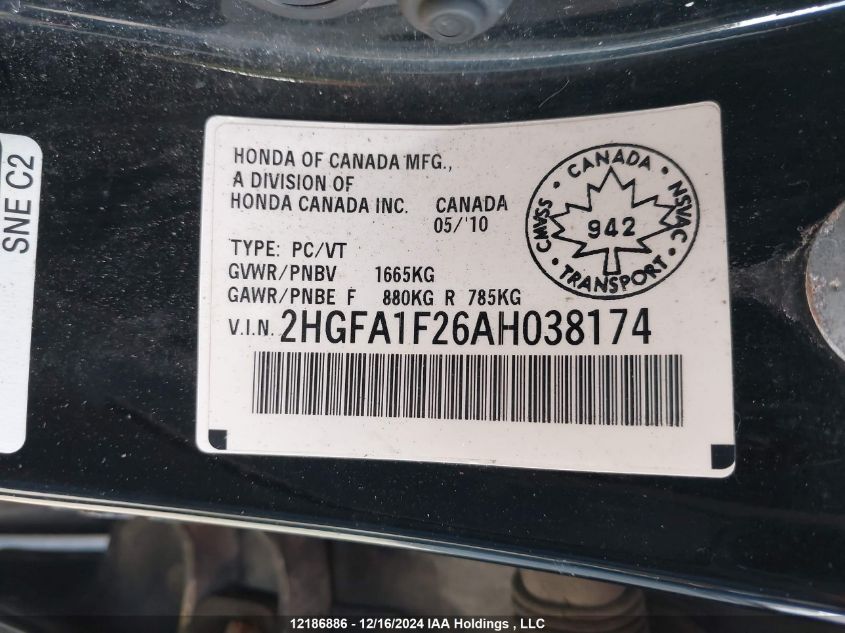 SNE C2
HONDA OF CANADA MFG.,
A DIVISION OF
HONDA CANADA INC. CANADA
05/'10
TYPE: PC/VT
GVWR/PNBV 1665KG
GAWR/PNBE F 880KG R 785KG
V.I.N. 2HGFA1F26AH038174
• CANADA •
CMVSS 942 NSVAC
• TRANSPORT •
12186886 - 12/16/2024 IAA Holdings , LLC